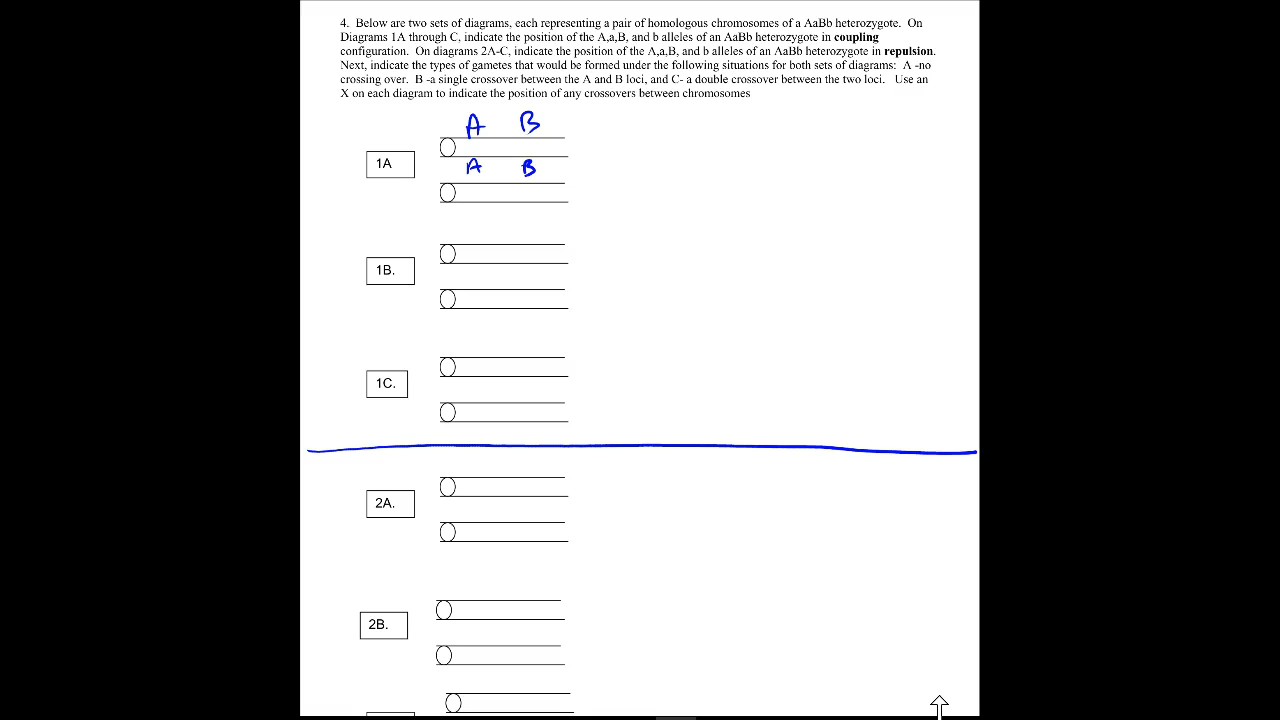 4. Below are two sets of diagrams, each representing a pair of homologous chromosomes of a AaBb heterozygote. On
Diagrams 1A through C, indicate the position of the A,a,B, and b alleles of an AaBb heterozygote in coupling
configuration. On diagrams 2A-C, indicate the position of the A,a,B, and b alleles of an AaBb heterozygote in repulsion.
Next, indicate the types of gametes that would be formed under the following situations for both sets of diagrams: A -no
crossing over. B -a single crossover between the A and B loci, and C- a double crossover between the two loci. Use an
X on each diagram to indicate the position of any crossovers between chromosomes
A B
1A
A B
1B.
1C.
2A.
2B.